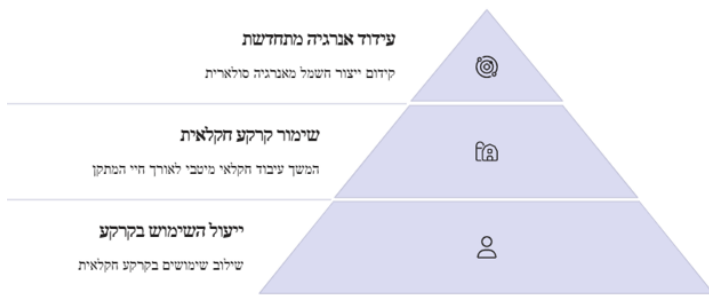 עידוד אנרגיה מתחדשת
קידום ייצור חשמל מאנרגיה סולארית
שימור קרקע חקלאית
המשך עיבוד חקלאי מיטבי לאורך חיי המתקן
ייעול השימוש בקרקע
שילוב שימושים בקרקע חקלאית